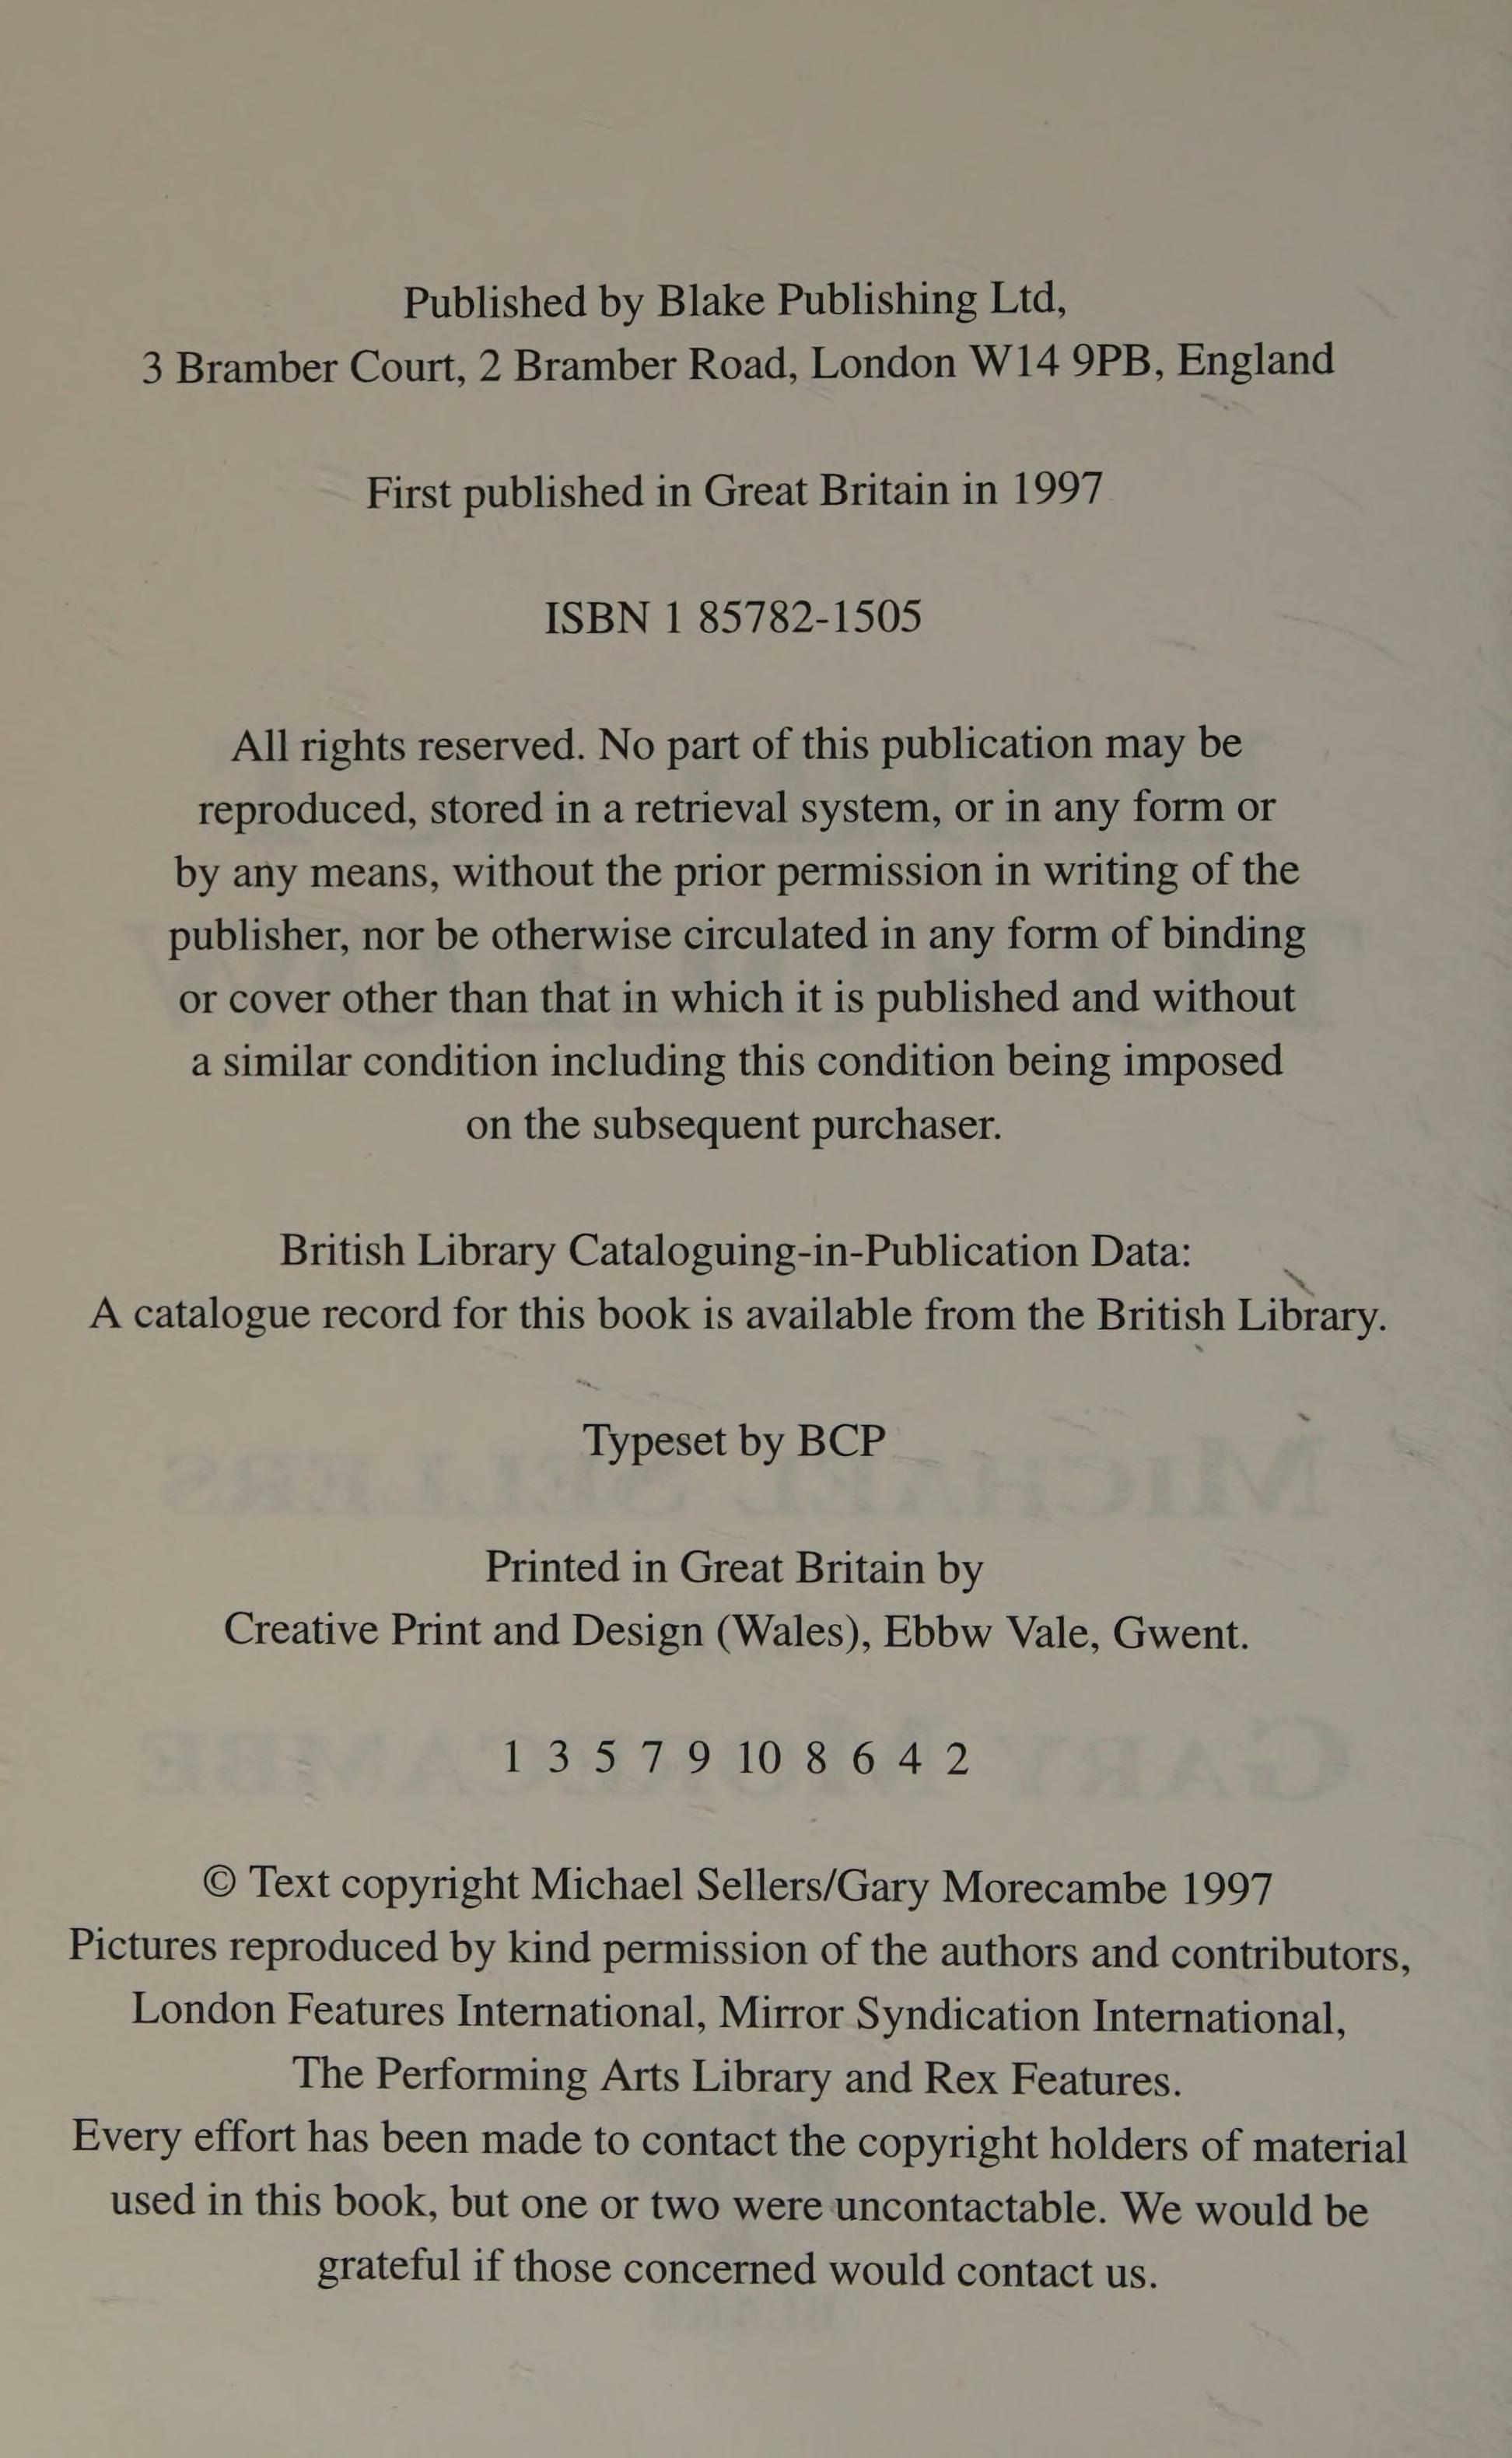 Published by Blake Publishing Ltd,
3 Bramber Court, 2 Bramber Road, London W14 9PB, England
First published in Great Britain in 1997
ISBN 1 85782-1505
All rights reserved. No part of this publication may be
reproduced, stored in a retrieval system, or in any form or
by any means, without the prior permission in writing of the
publisher, nor be otherwise circulated in any form of binding
or cover other than that in which it is published and without
a similar condition including this condition being imposed
on the subsequent purchaser.
British Library Cataloguing-in-Publication Data:
A catalogue record for this book is available from the British Library.
Typeset by BCP
Printed in Great Britain by
Creative Print and Design (Wales), Ebbw Vale, Gwent.
1 3 5 7 9 10 8 6 4 2
© Text copyright Michael Sellers/Gary Morecambe 1997
Pictures reproduced by kind permission of the authors and contributors,
London Features International, Mirror Syndication International,
The Performing Arts Library and Rex Features.
Every effort has been made to contact the copyright holders of material
used in this book, but one or two were uncontactable. We would be
grateful if those concerned would contact us.